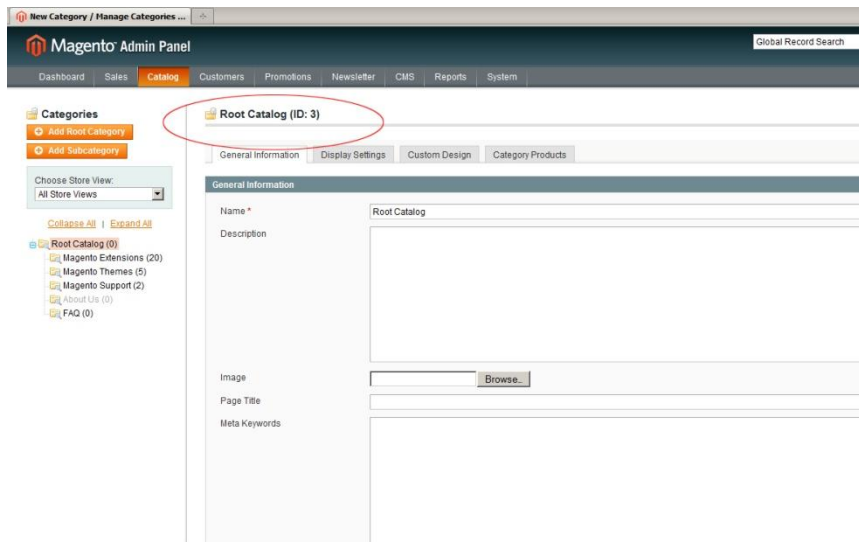 New Category / Manage Categories ...
Magento Admin Panel
Global Record Search
Dashboard Sales Catalog Customers Promotions Newsletter CMS Reports System
Categories
Add Root Category
Add Subcategory
Choose Store View:
All Store Views
Collapse All | Expand All
Root Catalog (0)
Magento Extensions (20)
Magento Themes (5)
Magento Support (2)
About Us (0)
FAQ (0)
Root Catalog (ID: 3)
General Information Display Settings Custom Design Category Products
General Information
Name * Root Catalog
Description
Image Browse..
Page Title
Meta Keywords